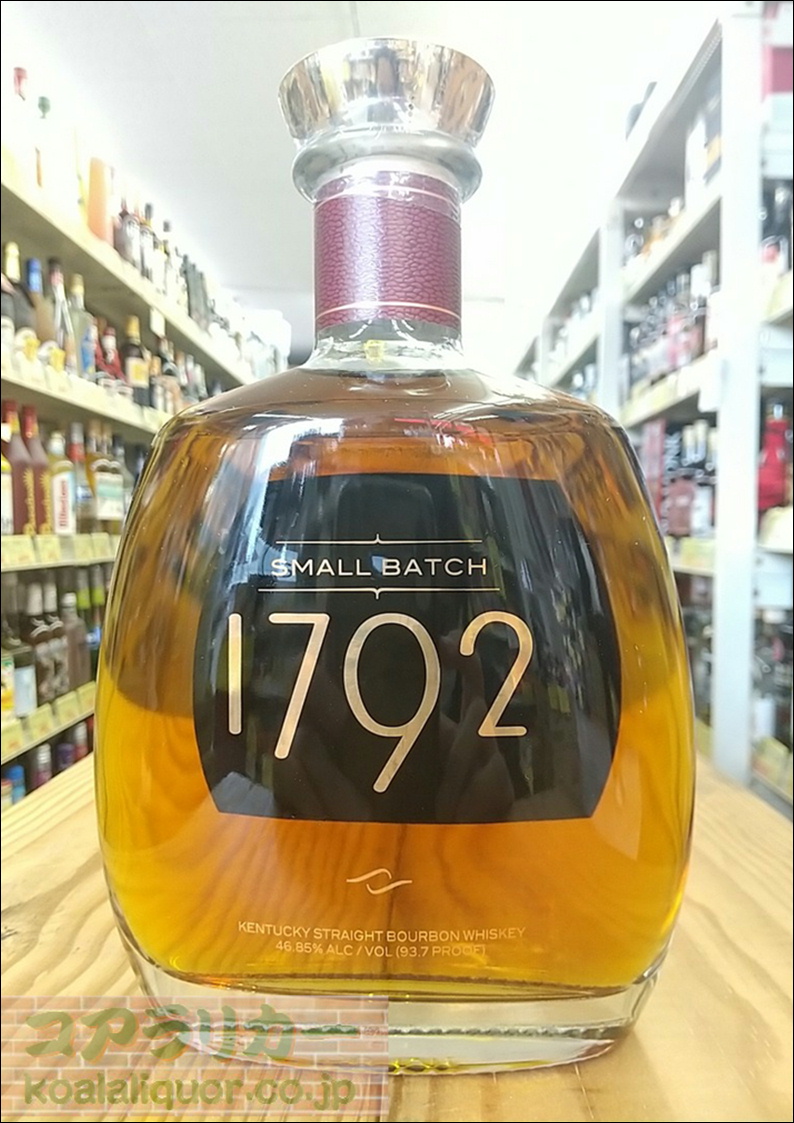 SMALL BATCH
1792
KENTUCKY STRAIGHT BOURBON WHISKEY
46.85% ALC / VOL (93.7 PROOF)
コアラリカー
koalaliquor.co.jp